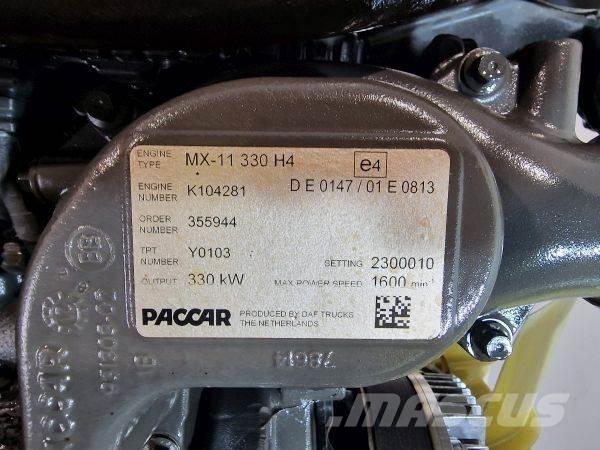 ENGINE TYPE MX-11 330 H4 e4
ENGINE NUMBER K104281 D E 0147 / 01 E 0813
ORDER NUMBER 355944
TPT NUMBER Y0103 SETTING 2300010
OUTPUT 330 kW MAX POWER SPEED 1600 min⁻¹
PACCAR PRODUCED BY DAF TRUCKS
THE NETHERLANDS
MASCUS